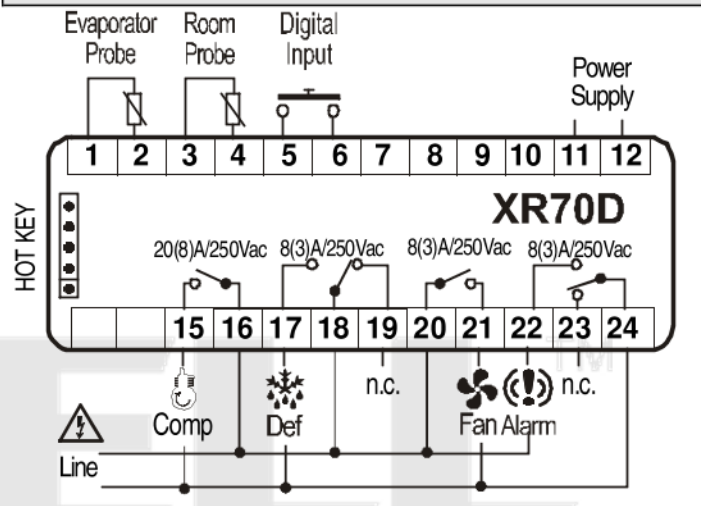 Evaporator Probe
Room Probe
Digital Input
Power Supply
1 2 3 4 5 6 7 8 9 10 11 12
HOT KEY
XR70D
20(8)A/250Vac 8(3)A/250Vac 8(3)A/250Vac 8(3)A/250Vac
15 16 17 18 19 20 21 22 23 24
TM
n.c. n.c.
Comp Def Fan Alarm
Line